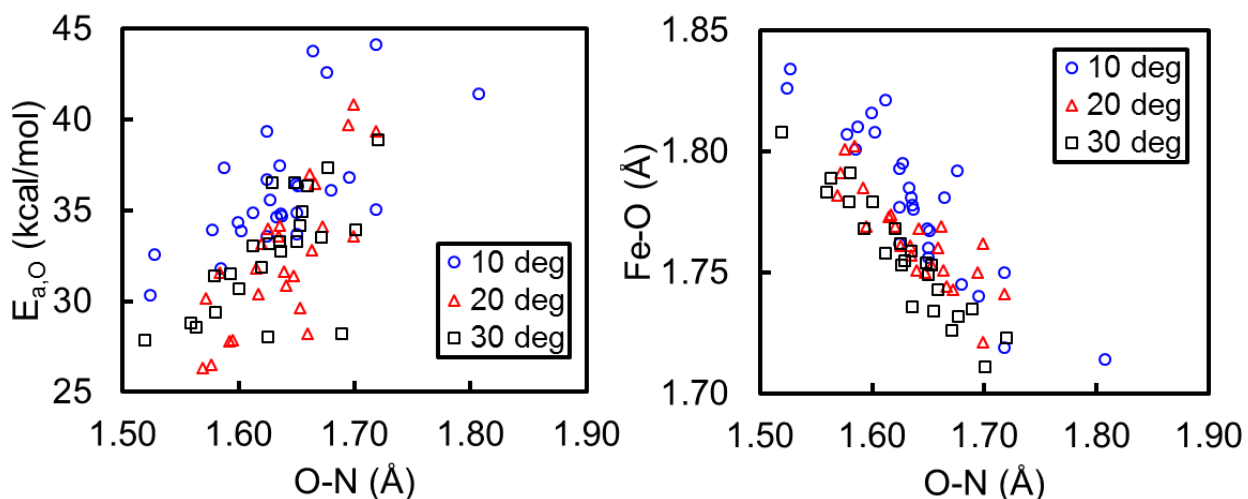 45
40
35
30
25
E_a,O (kcal/mol)
10 deg
20 deg
30 deg
1.50 1.60 1.70 1.80 1.90
O-N (Å)
1.85
1.80
1.75
1.70
Fe-O (Å)
10 deg
20 deg
30 deg
1.50 1.60 1.70 1.80 1.90
O-N (Å)